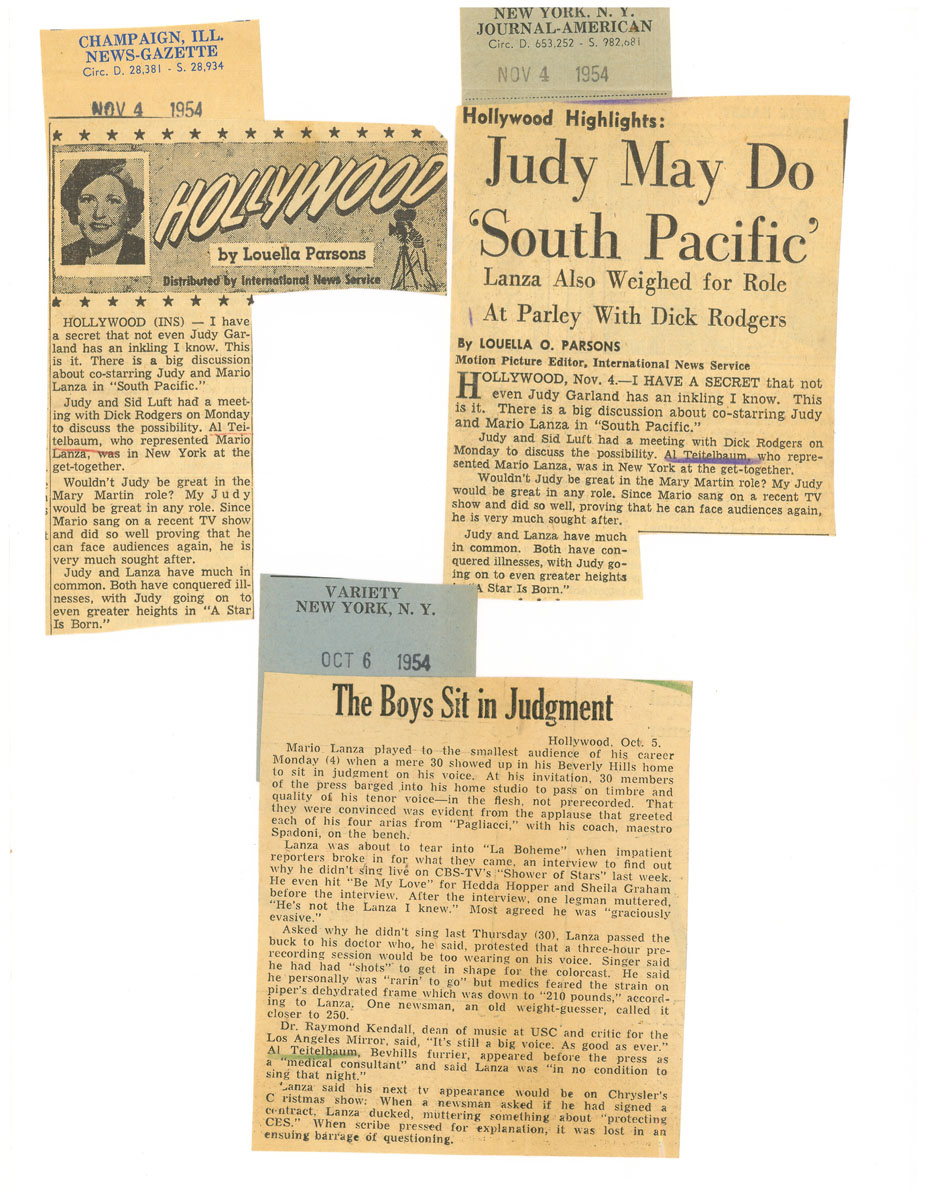 CHAMPAIGN, ILL.
NEWS-GAZETTE
Circ. D. 28,381 - S. 28,934
NOV 4 1954
HOLLYWOOD
by Louella Parsons
Distributed by International News Service
HOLLYWOOD (INS) — I have
a secret that not even Judy Gar-
land has an inkling I know. This
is it. There is a big discussion
about co-starring Judy and Mario
Lanza in "South Pacific."
Judy and Sid Luft had a meet-
ing with Dick Rodgers on Monday
to discuss the possibility. Al Tei-
telbaum, who represented Mario
Lanza, was in New York at the
get-together.
Wouldn't Judy be great in the
Mary Martin role? My Judy
would be great in any role. Since
Mario sang on a recent TV show
and did so well proving that he
can face audiences again, he is
very much sought after.
Judy and Lanza have much in
common. Both have conquered ill-
nesses, with Judy going on to
even greater heights in "A Star
Is Born."
NEW YORK, N. Y.
JOURNAL-AMERICAN
Circ. D. 653,252 - S. 982,681
NOV 4 1954
Hollywood Highlights:
Judy May Do
'South Pacific'
Lanza Also Weighed for Role
At Parley With Dick Rodgers
By LOUELLA O. PARSONS
Motion Picture Editor, International News Service
HOLLYWOOD, Nov. 4.—I HAVE A SECRET that not
even Judy Garland has an inkling I know. This
is it. There is a big discussion about co-starring Judy
and Mario Lanza in "South Pacific."
Judy and Sid Luft had a meeting with Dick Rodgers on
Monday to discuss the possibility. Al Teitelbaum, who repre-
sented Mario Lanza, was in New York at the get-together.
Wouldn't Judy be great in the Mary Martin role? My Judy
would be great in any role. Since Mario sang on a recent TV
show and did so well, proving that he can face audiences again,
he is very much sought after.
Judy and Lanza have much
in common. Both have con-
quered illnesses, with Judy go-
ing on to even greater heights
"A Star Is Born."
VARIETY
NEW YORK, N. Y.
OCT 6 1954
The Boys Sit in Judgment
Hollywood, Oct. 5.
Mario Lanza played to the smallest audience of his career
Monday (4) when a mere 30 showed up in his Beverly Hills home
to sit in judgment on his voice. At his invitation, 30 members
of the press barged into his home studio to pass on timbre and
quality of his tenor voice—in the flesh, not prerecorded. That
they were convinced was evident from the applause that greeted
each of his four arias from "Pagliacci," with his coach, maestro
Spadoni, on the bench.
Lanza was about to tear into "La Boheme" when impatient
reporters broke in for what they came, an interview to find out
why he didn't sing live on CBS-TV's "Shower of Stars" last week.
He even hit "Be My Love" for Hedda Hopper and Sheila Graham
before the interview. After the interview, one legman muttered,
"He's not the Lanza I knew." Most agreed he was "graciously
evasive."
Asked why he didn't sing last Thursday (30), Lanza passed the
buck to his doctor who, he said, protested that a three-hour pre-
recording session would be too wearing on his voice. Singer said
he had had "shots" to get in shape for the colorcast. He said
he personally was "rarin' to go" but medics feared the strain on
piper's dehydrated frame which was down to "210 pounds," accord-
ing to Lanza. One newsman, an old weight-guesser, called it
closer to 250.
Dr. Raymond Kendall, dean of music at USC and critic for the
Los Angeles Mirror, said, "It's still a big voice. As good as ever."
Al Teitelbaum, Bevhills furrier, appeared before the press as
a "medical consultant" and said Lanza was "in no condition to
sing that night."
Lanza said his next tv appearance would be on Chrysler's
C ristmas show: When a newsman asked if he had signed a
contract, Lanza ducked, muttering something about "protecting
CES." When scribe pressed for explanation, it was lost in an
ensuing barrage of questioning.